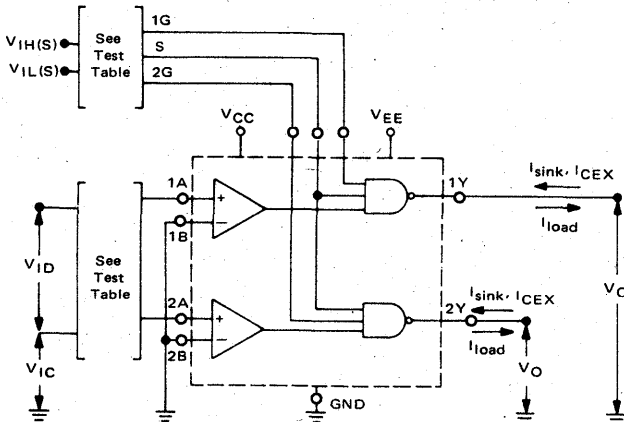 VIH(S)
VIL(S)
See
Test
Table
1G
S
2G
VCC
VEE
1A
1B
2A
2B
See
Test
Table
VID
VIC
1Y
Isink, ICEX
Iload
2Y
Isink, ICEX
Iload
VO
GND